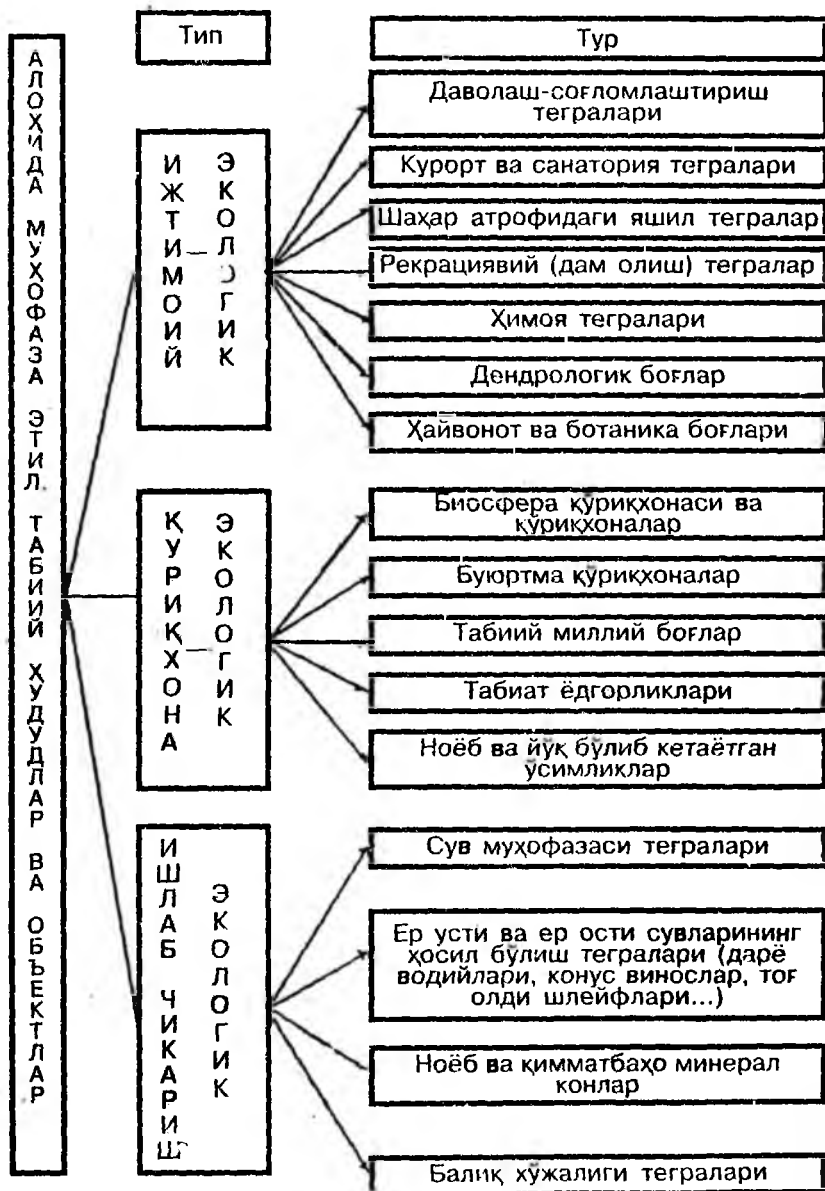 АЛОҲИДА МУҲОФАЗА ЭТИЛ. ТАБИИЙ ҲУДУДЛАР ВА ОБЪЕКТЛАР
Тип
Тур
ИЖТИМОИЙ –
ЭКОЛОГИК
Даволаш-соғломлаштириш
тегралари
Курорт ва санатория тегралари
Шаҳар атрофидаги яшил тегралар
Рекрациявий (дам олиш) тегралар
Ҳимоя тегралари
Дендрологик боғлар
Ҳайвонот ва ботаника боғлари
ҚУРИҚХОНА –
ЭКОЛОГИК
Биосфера қўриқхонаси ва
қўриқхоналар
Буюртма қўриқхоналар
Табиий миллий боғлар
Табиат ёдгорликлари
Ноёб ва йўқ бўлиб кетаётган
ўсимликлар
ИШЛАБ ЧИКАРИШ
ЭКОЛОГИК
Сув муҳофазаси тегралари
Ер усти ва ер ости сувларининг
ҳосил бўлиш тегралари (дарё
водийлари, конус винослар, тоғ
олди шлейфлари...)
Ноёб ва қимматбаҳо минерал
конлар
Балиқ хўжалиги тегралари